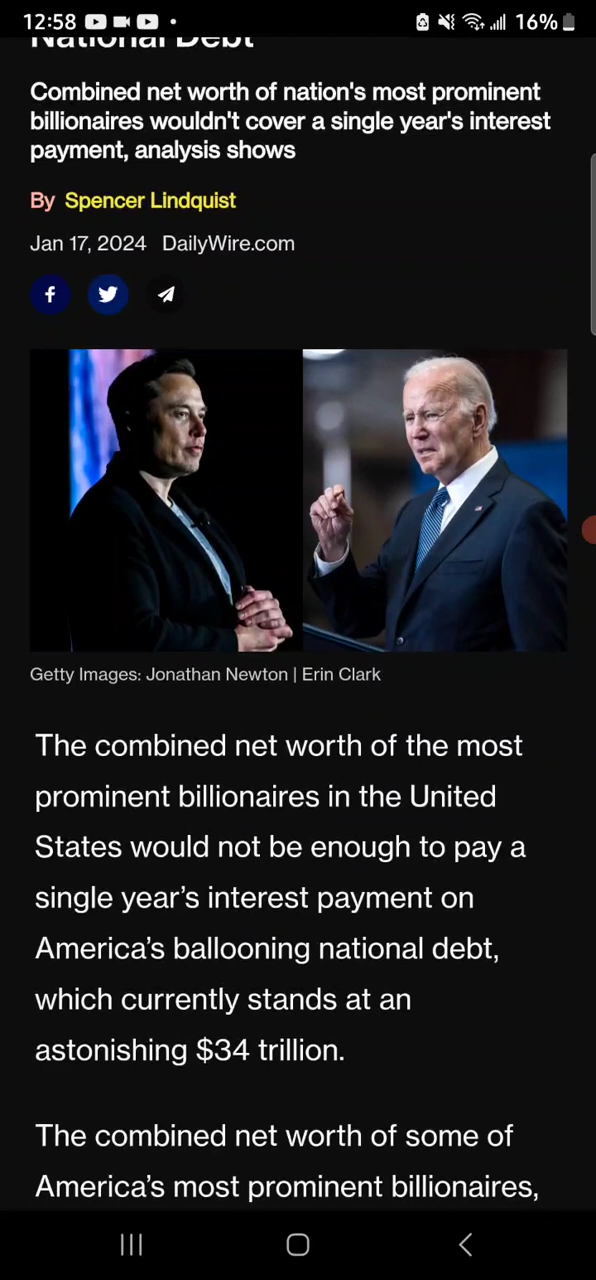 12:58
16%
National Debt
Combined net worth of nation's most prominent
billionaires wouldn't cover a single year's interest
payment, analysis shows
By Spencer Lindquist
Jan 17, 2024 DailyWire.com
Getty Images: Jonathan Newton | Erin Clark
The combined net worth of the most
prominent billionaires in the United
States would not be enough to pay a
single year’s interest payment on
America’s ballooning national debt,
which currently stands at an
astonishing $34 trillion.
The combined net worth of some of
America’s most prominent billionaires,